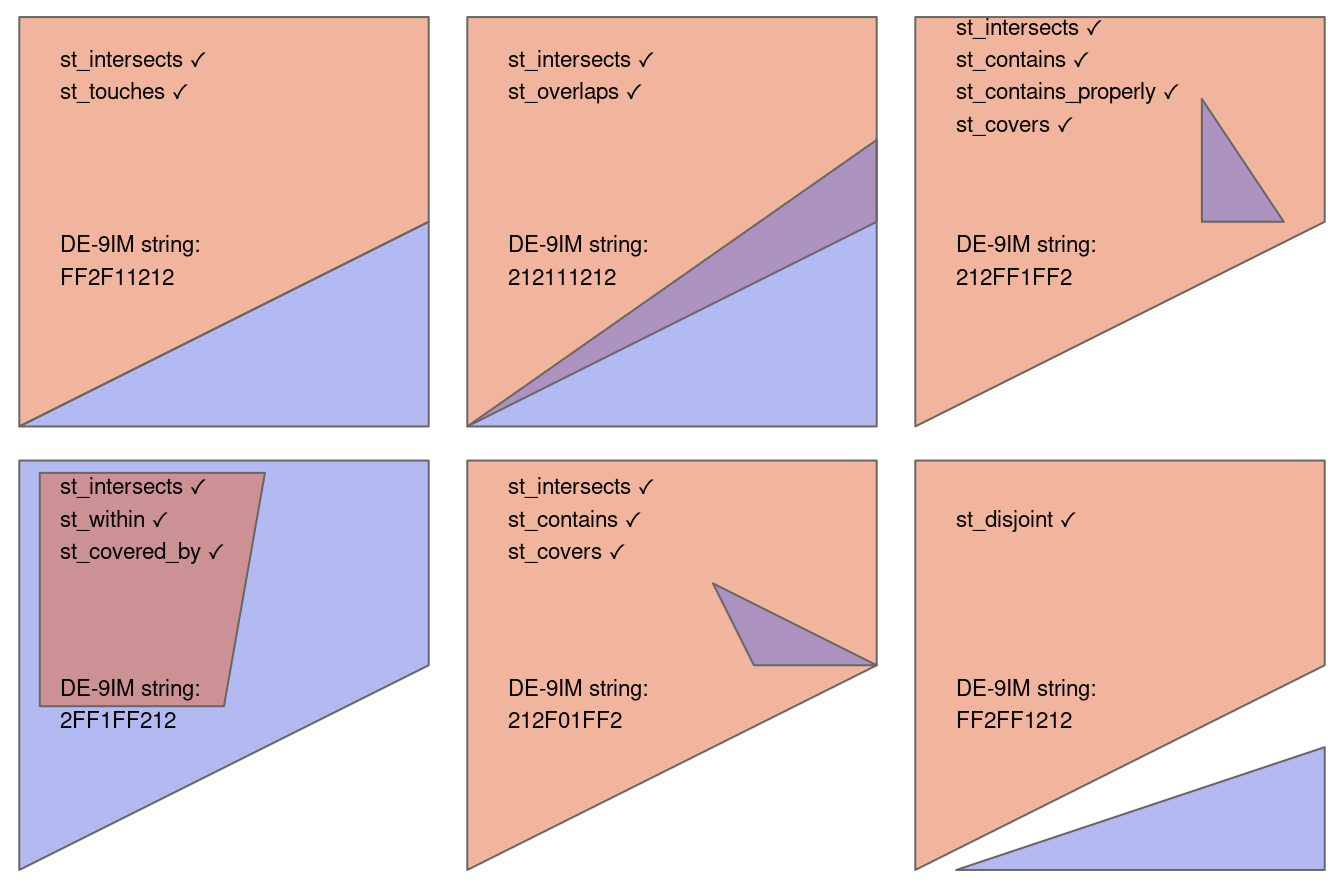 st_intersects ✓
st_touches ✓
DE-9IM string:
FF2F11212
st_intersects ✓
st_overlaps ✓
DE-9IM string:
212111212
st_intersects ✓
st_contains ✓
st_contains_properly ✓
st_covers ✓
DE-9IM string:
212FF1FF2
st_intersects ✓
st_within ✓
st_covered_by ✓
DE-9IM string:
2FF1FF212
st_intersects ✓
st_contains ✓
st_covers ✓
DE-9IM string:
212F01FF2
st_disjoint ✓
DE-9IM string:
FF2FF1212